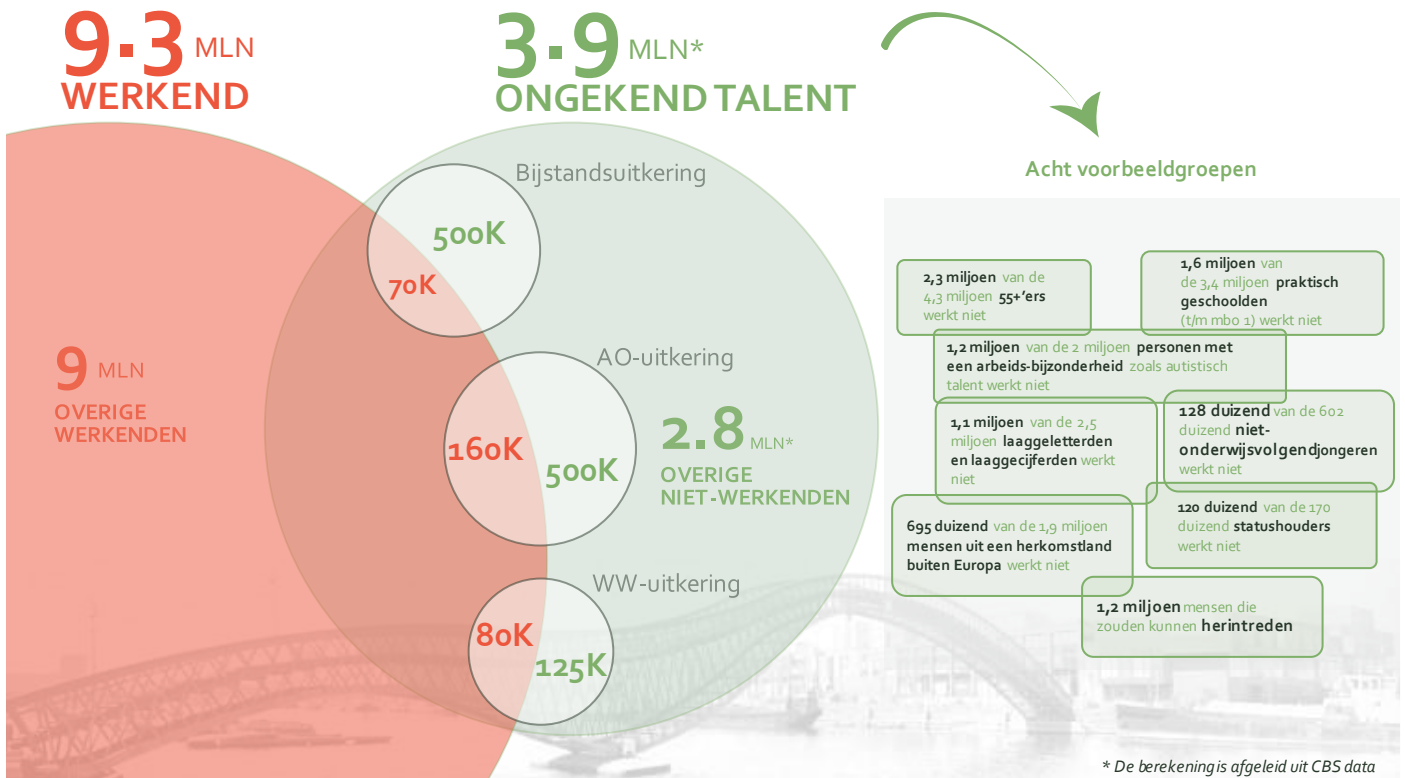 9.3 MLN
WERKEND
3.9 MLN*
ONGEKEND TALENT
Bijstandsuitkering
500K
70K
9 MLN
OVERIGE
WERKENDEN
AO-uitkering
160K
500K
2.8 MLN*
OVERIGE
NIET-WERKENDEN
WW-uitkering
80K
125K
Acht voorbeeldgroepen
2,3 miljoen van de
4,3 miljoen 55+'ers
werkt niet
1,6 miljoen van
de 3,4 miljoen praktisch
geschoolden
(t/m mbo 1) werkt niet
1,2 miljoen van de 2 miljoen personen met
een arbeids-bijzonderheid zoals autistisch
talent werkt niet
1,1 miljoen van de 2,5
miljoen laaggeletterden
en laaggecijferden werkt
niet
128 duizend van de 602
duizend niet-
onderwijsvolgendjongeren
werkt niet
695 duizend van de 1,9 miljoen
mensen uit een herkomstland
buiten Europa werkt niet
120 duizend van de 170
duizend statushouders
werkt niet
1,2 miljoen mensen die
zouden kunnen herintreden
* De berekening is afgeleid uit CBS data